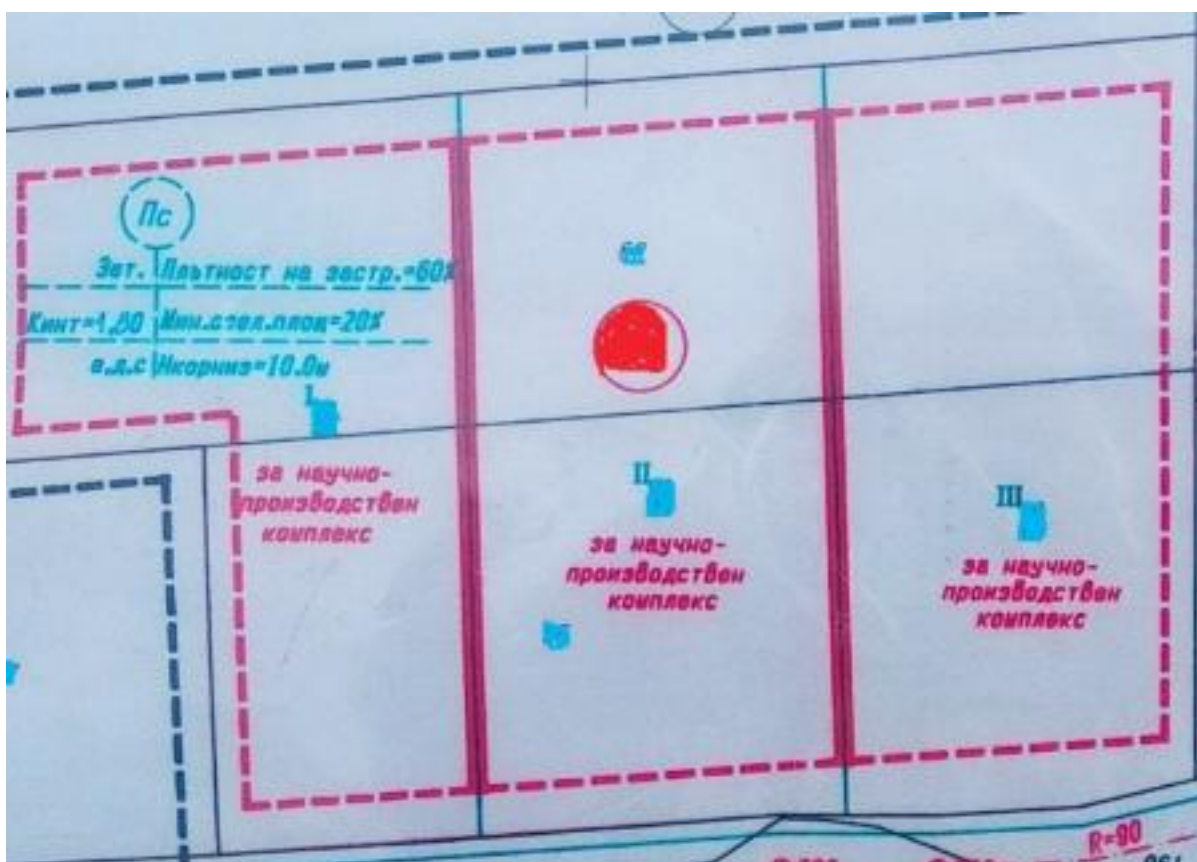 Пс
Зет. Плътност на застр.=60%
Кинт=1,80 Мин.озел.площ=20%
е.д.с Нкорниз=10.0м
I
за научно-
производствен
комплекс
II
за научно-
производствен
комплекс
III
за научно-
производствен
комплекс
R=90